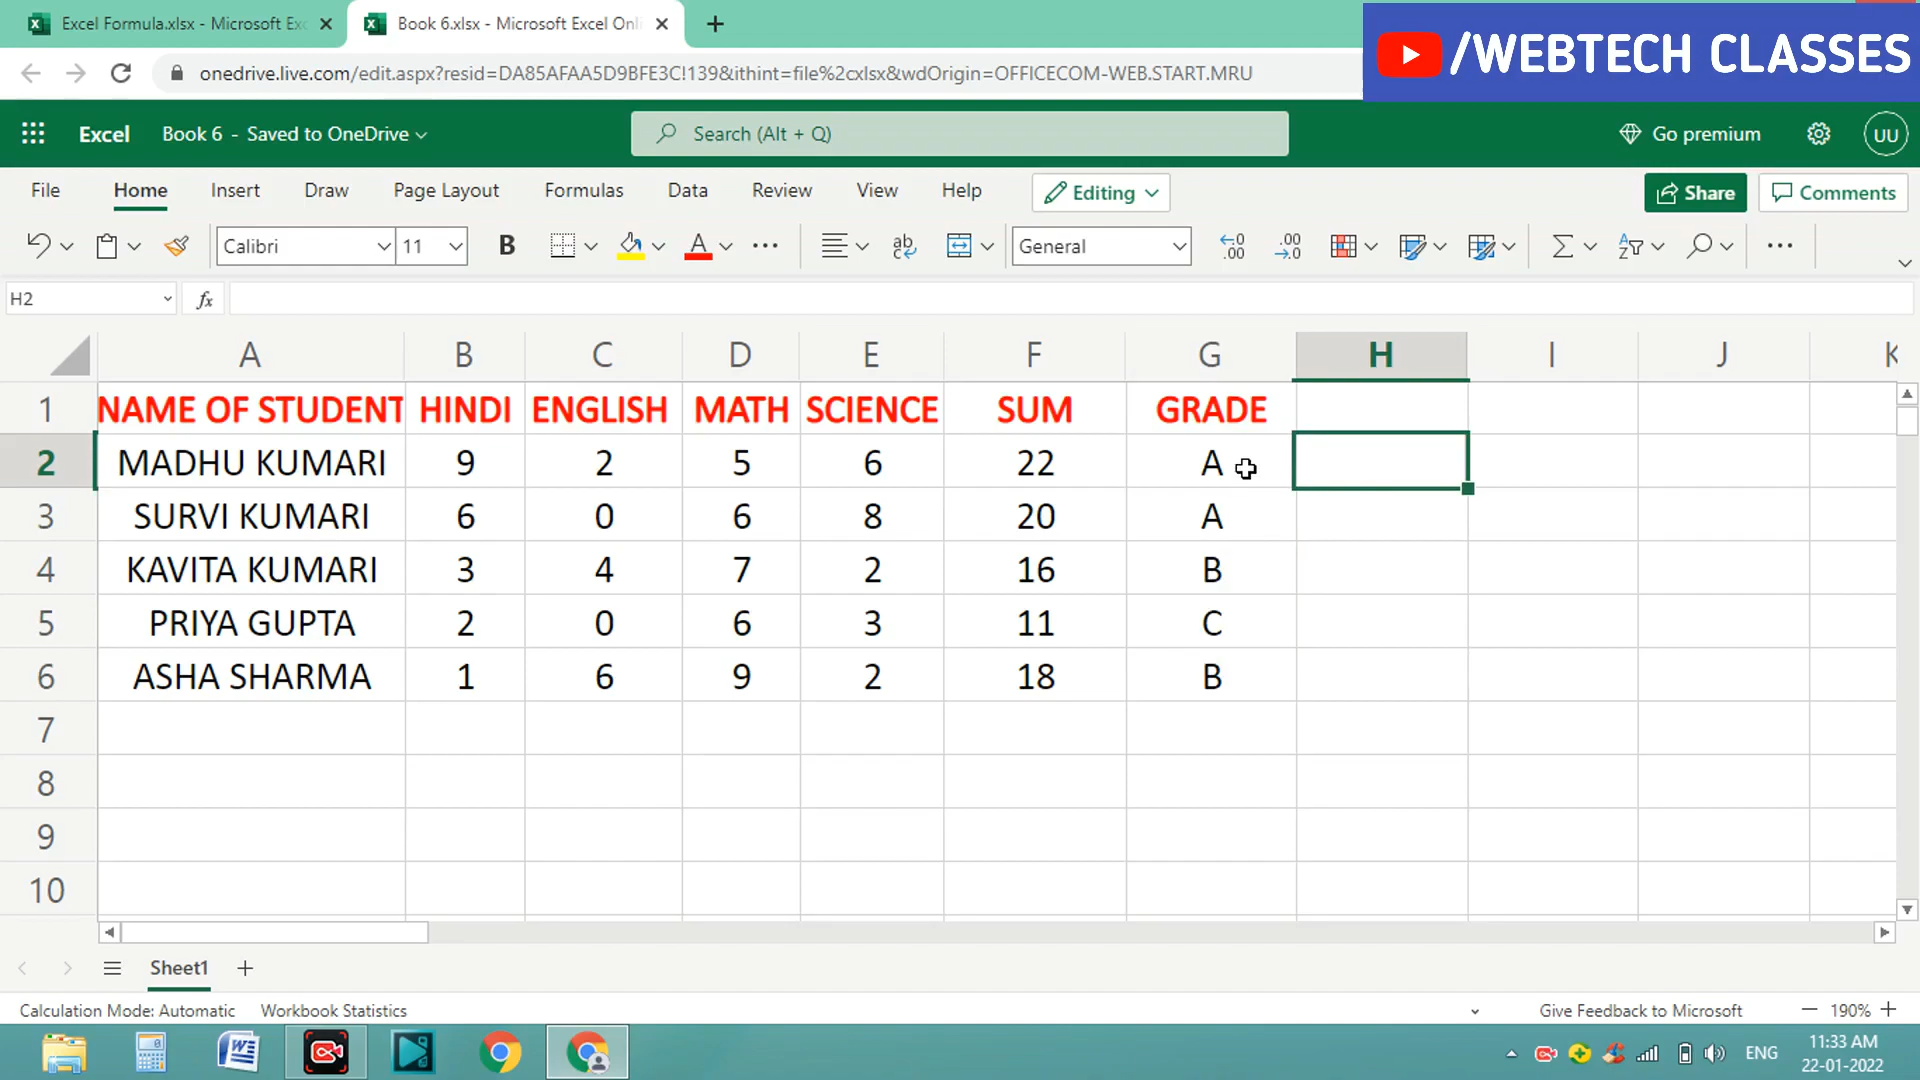 Excel Formula.xlsx - Microsoft Exc
Book 6.xlsx - Microsoft Excel Onli
/WEBTECH CLASSES
onedrive.live.com/edit.aspx?resid=DA85AFAA5D9BFE3C!139&ithint=file%2cxlsx&wdOrigin=OFFICECOM-WEB.START.MRU
Excel Book 6 - Saved to OneDrive Search (Alt + Q) Go premium UU
File Home Insert Draw Page Layout Formulas Data Review View Help Editing Share Comments
Calibri 11 B A ab General .00 .00
H2 fx
A B C D E F G H I J K
1 NAME OF STUDENT HINDI ENGLISH MATH SCIENCE SUM GRADE
2 MADHU KUMARI 9 2 5 6 22 A
3 SURVI KUMARI 6 0 6 8 20 A
4 KAVITA KUMARI 3 4 7 2 16 B
5 PRIYA GUPTA 2 0 6 3 11 C
6 ASHA SHARMA 1 6 9 2 18 B
7
8
9
10
Sheet1
Calculation Mode: Automatic Workbook Statistics Give Feedback to Microsoft 190%
ENG 11:33 AM
22-01-2022